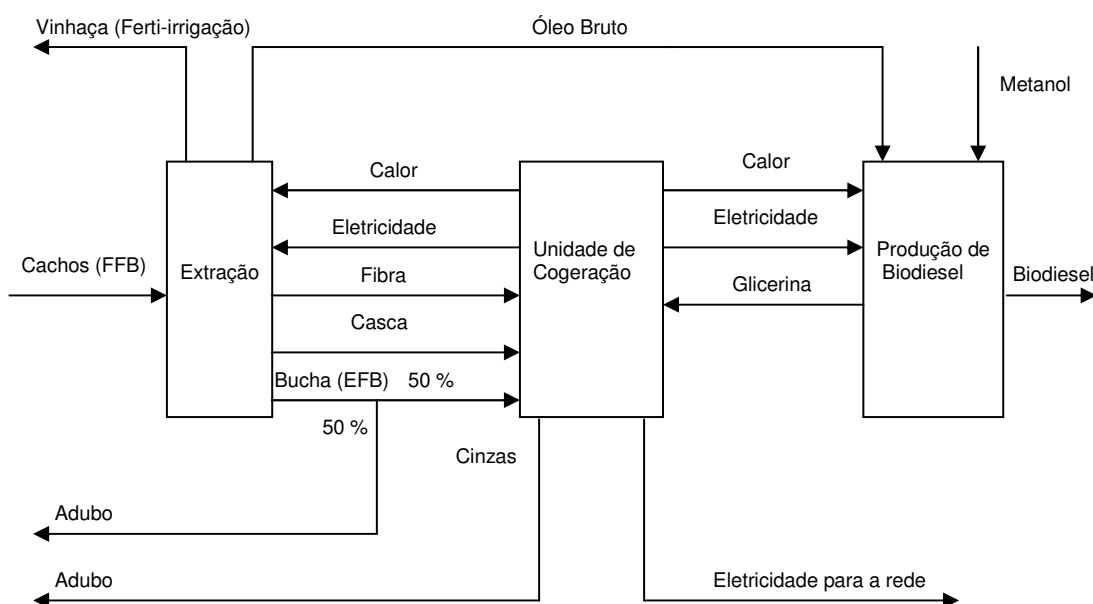 Vinhaça (Ferti-irrigação)
Óleo Bruto
Metanol
Calor
Calor
Eletricidade
Eletricidade
Cachos (FFB)
Extração
Unidade de
Cogeração
Produção de
Biodiesel
Biodiesel
Fibra
Glicerina
Casca
Bucha (EFB) 50 %
50 %
Cinzas
Adubo
Adubo
Eletricidade para a rede